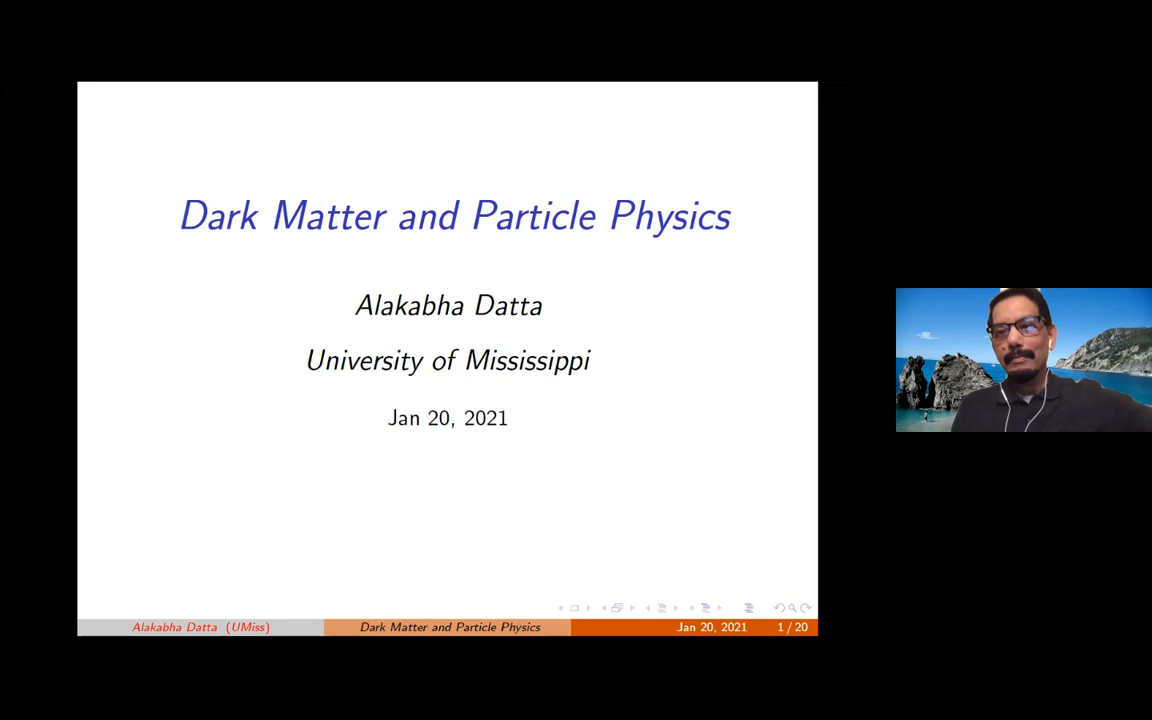 Dark Matter and Particle Physics
Alakabha Datta
University of Mississippi
Jan 20, 2021
Alakabha Datta (UMiss) Dark Matter and Particle Physics Jan 20, 2021 1 / 20